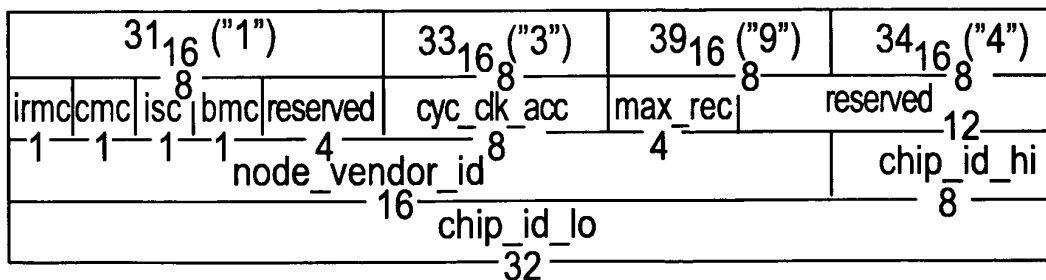 31₁₆ ("1") 33₁₆ ("3") 39₁₆ ("9") 34₁₆ ("4")
8 8 8 8
irmc cmc isc bmc reserved cyc_clk_acc max_rec reserved
1 1 1 1 4 8 4 12
node_vendor_id chip_id_hi
16 8
chip_id_lo
32